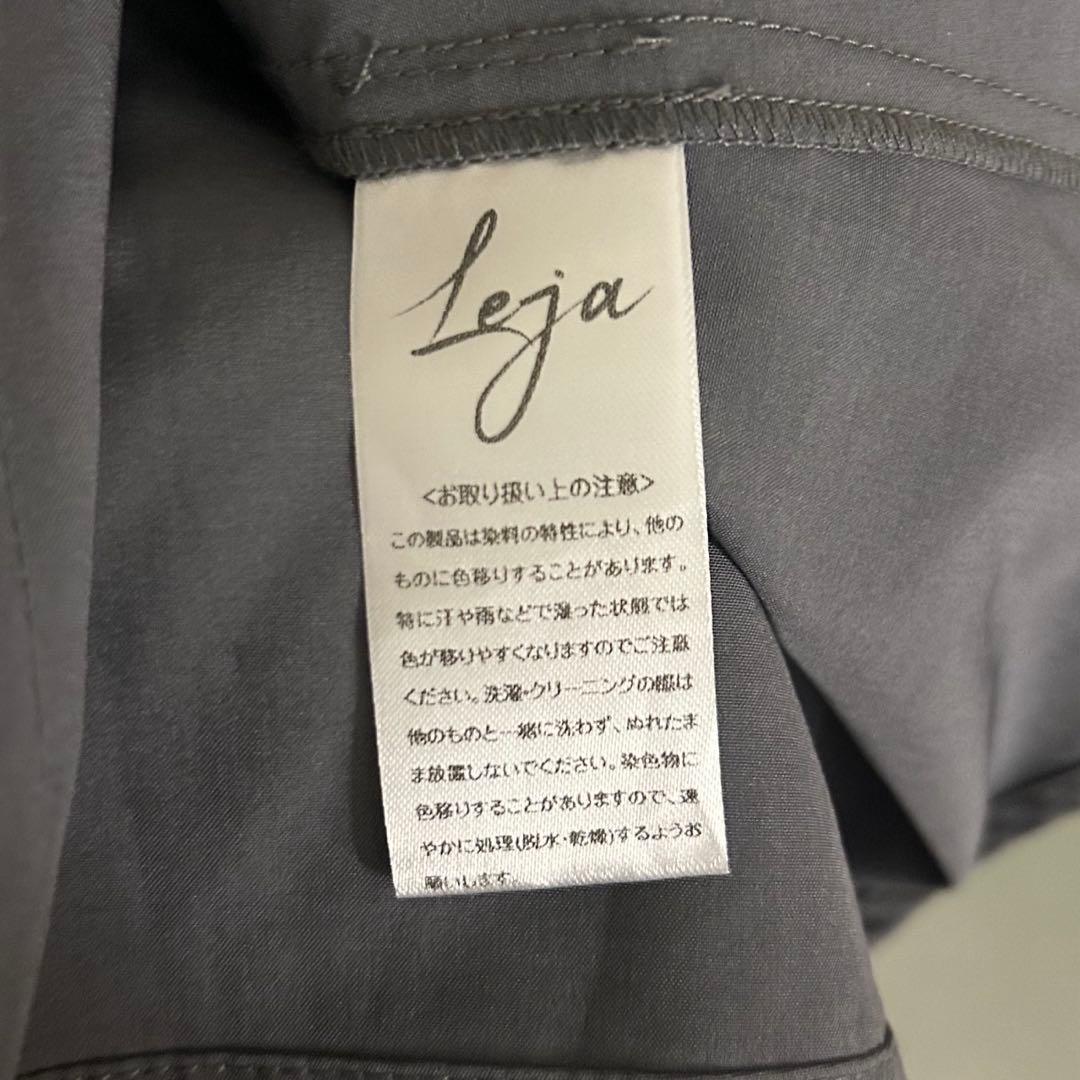 Leja
<お取り扱い上の注意>
この製品は染料の特性により、他の
ものに色移りすることがあります。
特に汗や雨などで湿った状態では
色が移りやすくなりますのでご注意
ください。洗濯・クリーニングの際は
他のものと一緒に洗わず、ぬれたま
ま放置しないでください。染色物に
色移りすることがありますので、速
やかに処理(脱水・乾燥)するようお
願いします。